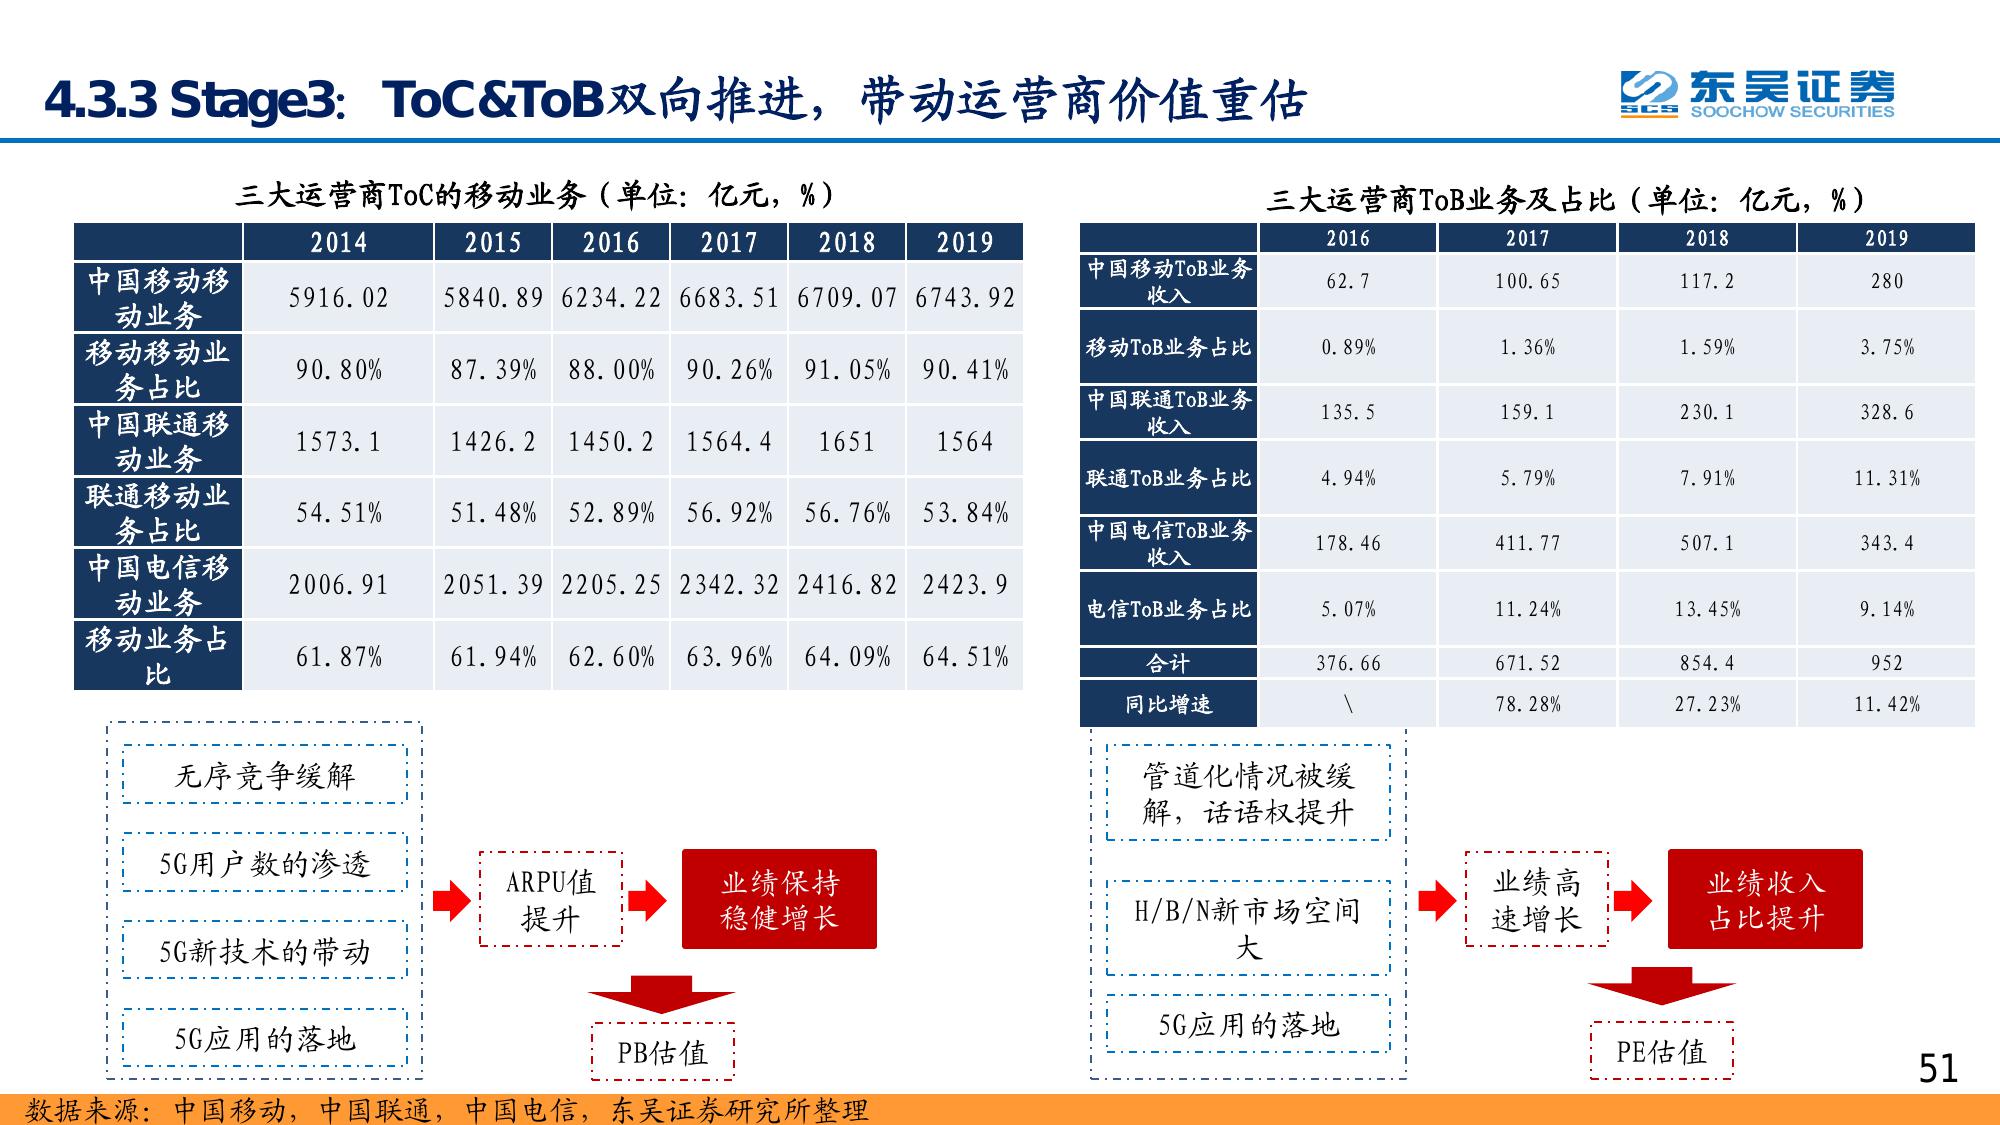 4.3.3 Stage3：ToC&ToB双向推进，带动运营商价值重估
东吴证券
SCS
SOOCHOW SECURITIES
三大运营商ToC的移动业务（单位：亿元，%）
2014 2015 2016 2017 2018 2019
中国移动移
动业务
5916.02 5840.89 6234.22 6683.51 6709.07 6743.92
移动移动业
务占比
90.80% 87.39% 88.00% 90.26% 91.05% 90.41%
中国联通移
动业务
1573.1 1426.2 1450.2 1564.4 1651 1564
联通移动业
务占比
54.51% 51.48% 52.89% 56.92% 56.76% 53.84%
中国电信移
动业务
2006.91 2051.39 2205.25 2342.32 2416.82 2423.9
移动业务占
比
61.87% 61.94% 62.60% 63.96% 64.09% 64.51%
三大运营商ToB业务及占比（单位：亿元，%）
2016 2017 2018 2019
中国移动ToB业务
收入
62.7 100.65 117.2 280
移动ToB业务占比 0.89% 1.36% 1.59% 3.75%
中国联通ToB业务
收入
135.5 159.1 230.1 328.6
联通ToB业务占比 4.94% 5.79% 7.91% 11.31%
中国电信ToB业务
收入
178.46 411.77 507.1 343.4
电信ToB业务占比 5.07% 11.24% 13.45% 9.14%
合计 376.66 671.52 854.4 952
同比增速 \ 78.28% 27.23% 11.42%
无序竞争缓解
5G用户数的渗透
5G新技术的带动
5G应用的落地
ARPU值
提升
业绩保持
稳健增长
PB估值
管道化情况被缓
解，话语权提升
H/B/N新市场空间
大
5G应用的落地
业绩高
速增长
业绩收入
占比提升
PE估值
51
数据来源：中国移动，中国联通，中国电信，东吴证券研究所整理